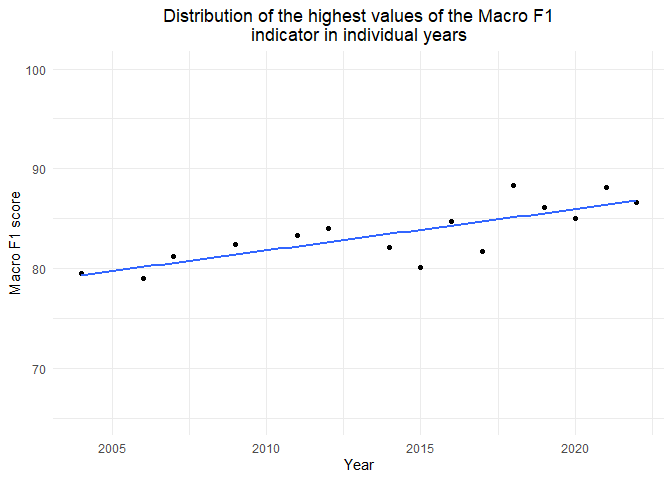 Distribution of the highest values of the Macro F1
indicator in individual years
100
90
80
70
Macro F1 score
2005 2010 2015 2020
Year